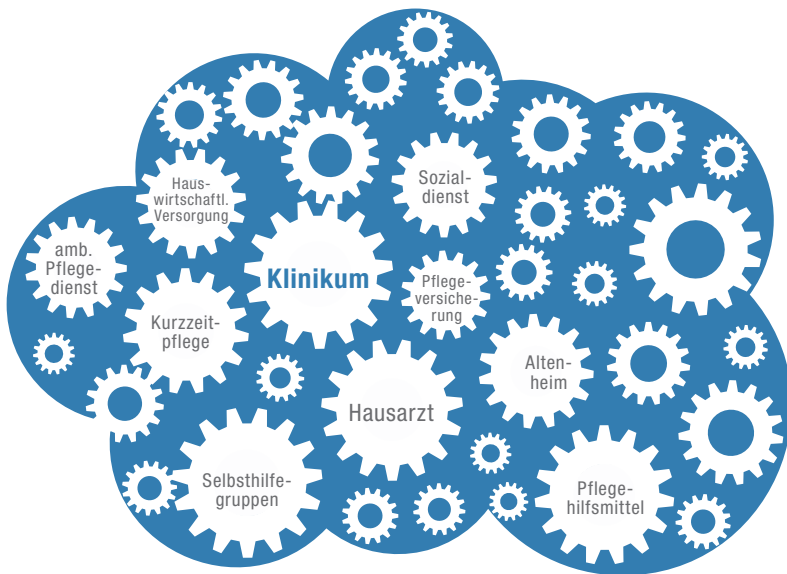 Haus-
wirtschaftl.
Versorgung
Sozial-
dienst
amb.
Pflege-
dienst
Klinikum
Pflege-
versiche-
rung
Kurzzeit-
pflege
Alten-
heim
Hausarzt
Selbsthilfe-
gruppen
Pflege-
hilfsmittel